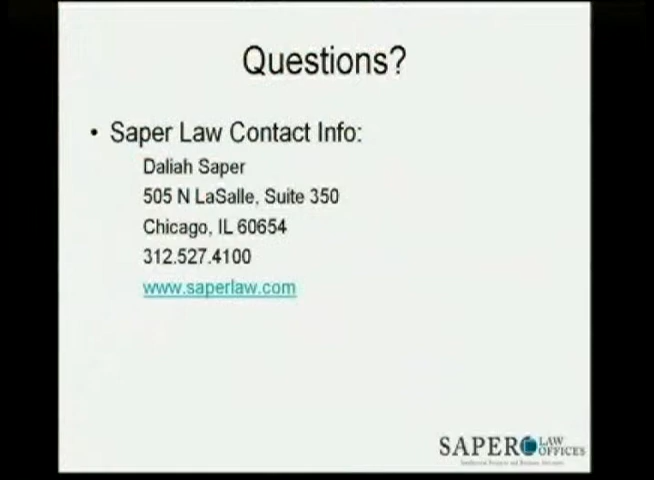 Questions?
• Saper Law Contact Info:
Daliah Saper
505 N LaSalle, Suite 350
Chicago, IL 60654
312.527.4100
www.saperlaw.com
SAPER LAW OFFICES